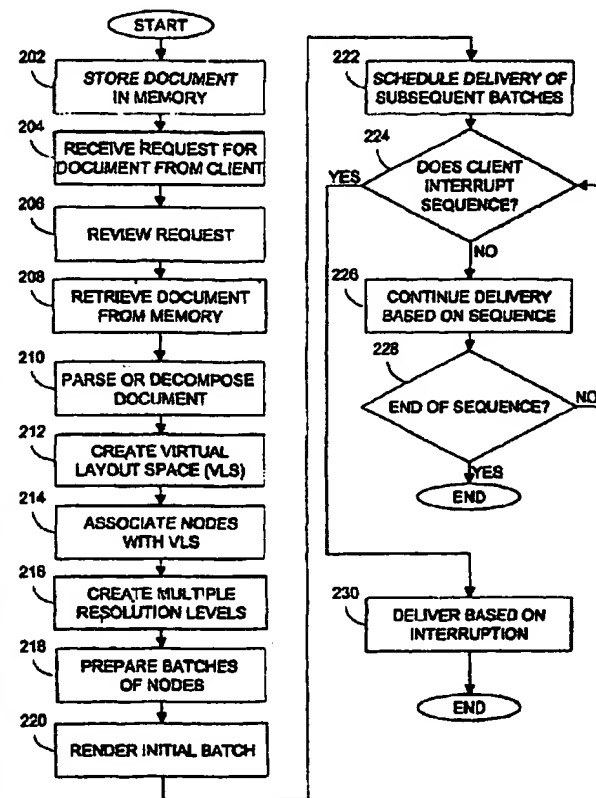 START
202
STORE DOCUMENT
IN MEMORY
204
RECEIVE REQUEST FOR
DOCUMENT FROM CLIENT
206
REVIEW REQUEST
208
RETRIEVE DOCUMENT
FROM MEMORY
210
PARSE OR DECOMPOSE
DOCUMENT
212
CREATE VIRTUAL
LAYOUT SPACE (VLS)
214
ASSOCIATE NODES
WITH VLS
216
CREATE MULTIPLE
RESOLUTION LEVELS
218
PREPARE BATCHES
OF NODES
220
RENDER INITIAL BATCH
222
SCHEDULE DELIVERY OF
SUBSEQUENT BATCHES
224
YES
DOES CLIENT
INTERRUPT
SEQUENCE?
NO
226
CONTINUE DELIVERY
BASED ON SEQUENCE
228
NO
END OF SEQUENCE?
YES
END
230
DELIVER BASED ON
INTERRUPTION
END